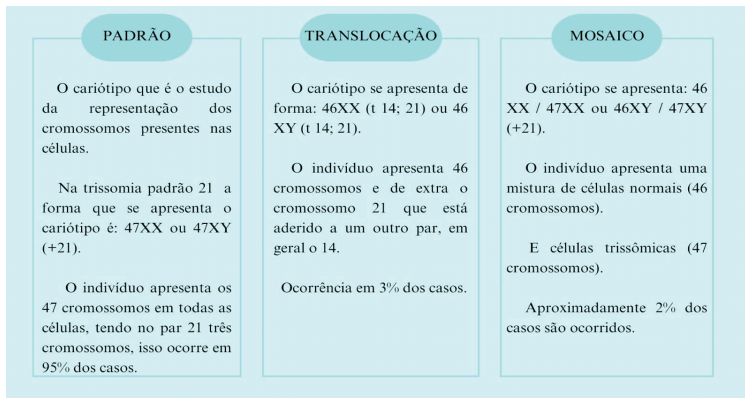 PADRÃO
O cariótipo que é o estudo
da representação dos
cromossomos presentes nas
células.
Na trissomia padrão 21 a
forma que se apresenta o
cariótipo é: 47XX ou 47XY
(+21).
O indivíduo apresenta os
47 cromossomos em todas as
células, tendo no par 21 três
cromossomos, isso ocorre em
95% dos casos.
TRANSLOCAÇÃO
O cariótipo se apresenta de
forma: 46XX (t 14; 21) ou 46
XY (t 14; 21).
O indivíduo apresenta 46
cromossomos e de extra o
cromossomo 21 que está
aderido a um outro par, em
geral o 14.
Ocorrência em 3% dos casos.
MOSAICO
O cariótipo se apresenta: 46
XX / 47XX ou 46XY / 47XY
(+21).
O indivíduo apresenta uma
mistura de células normais (46
cromossomos).
E células trissômicas (47
cromossomos).
Aproximadamente 2% dos
casos são ocorridos.